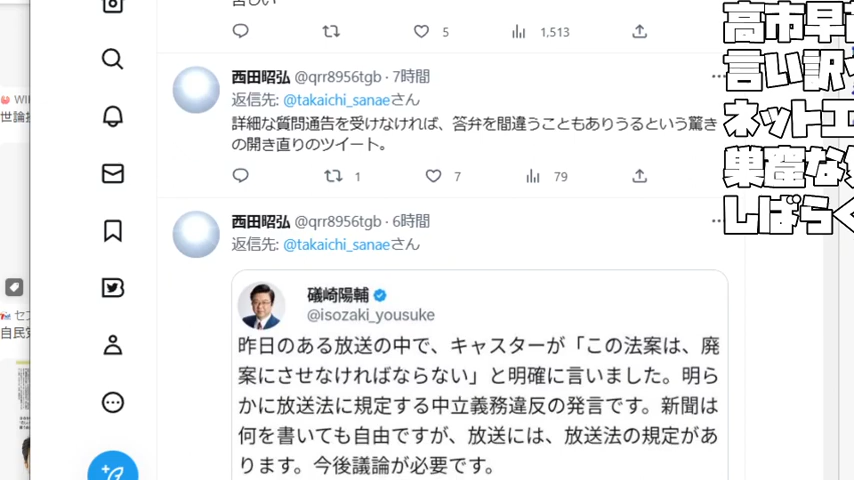 苦しい
5
1,513
西田昭弘 @qrr8956tgb · 7時間
返信先: @takaichi_sanaeさん
詳細な質問通告を受けなければ、答弁を間違うこともありうるという驚き
の開き直りのツイート。
1
7
79
西田昭弘 @qrr8956tgb · 6時間
返信先: @takaichi_sanaeさん
礒崎陽輔
@isozaki_yousuke
昨日のある放送の中で、キャスターが「この法案は、廃
案にさせなければならない」と明確に言いました。明ら
かに放送法に規定する中立義務違反の発言です。新聞は
何を書いても自由ですが、放送には、放送法の規定があ
ります。今後議論が必要です。
高市早
言い訳
ネット工
巣窟な
しばらく
WI
世論
セ
自民